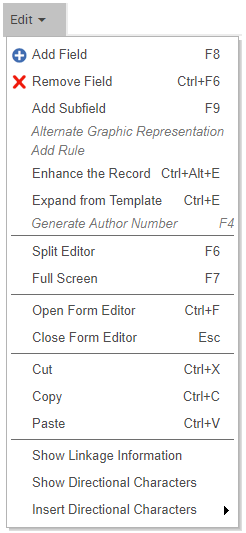 Edit
Add Field F8
Remove Field Ctrl+F6
Add Subfield F9
Alternate Graphic Representation
Add Rule
Enhance the Record Ctrl+Alt+E
Expand from Template Ctrl+E
Generate Author Number F4
Split Editor F6
Full Screen F7
Open Form Editor Ctrl+F
Close Form Editor Esc
Cut Ctrl+X
Copy Ctrl+C
Paste Ctrl+V
Show Linkage Information
Show Directional Characters
Insert Directional Characters